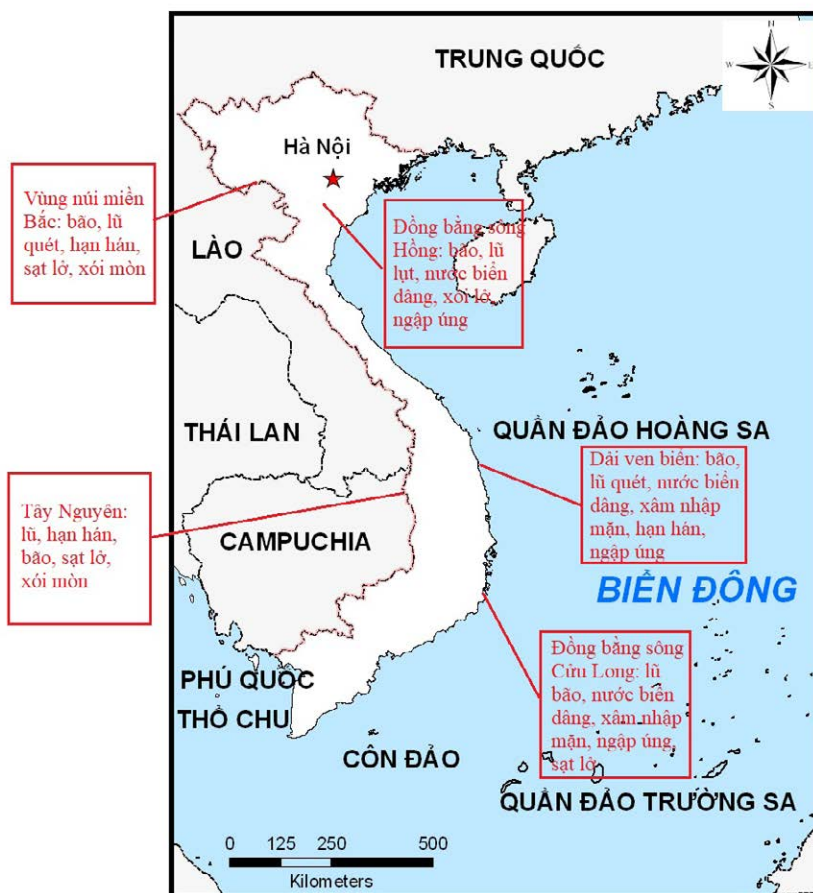 TRUNG QUỐC
N
W
E
S
Hà Nội
Vùng núi miền
Bắc: bão, lũ
quét, hạn hán,
sạt lở, xói mòn
Đồng bằng sông
Hồng: bão, lũ
lụt, nước biển
dâng, xói lở,
ngập úng
LÀO
THÁI LAN
QUẦN ĐẢO HOÀNG SA
Dải ven biển: bão,
lũ quét, nước biển
dâng, xâm nhập
mặn, hạn hán,
ngập úng
Tây Nguyên:
lũ, hạn hán,
bão, sạt lở,
xói mòn
CAMPUCHIA
BIỂN ĐÔNG
Đồng bằng sông
Cửu Long: lũ
bão, nước biển
dâng, xâm nhập
mặn, ngập úng,
sạt lở
PHÚ QUỐC
THỔ CHU
CÔN ĐẢO
QUẦN ĐẢO TRƯỜNG SA
0 125 250 500
Kilometers